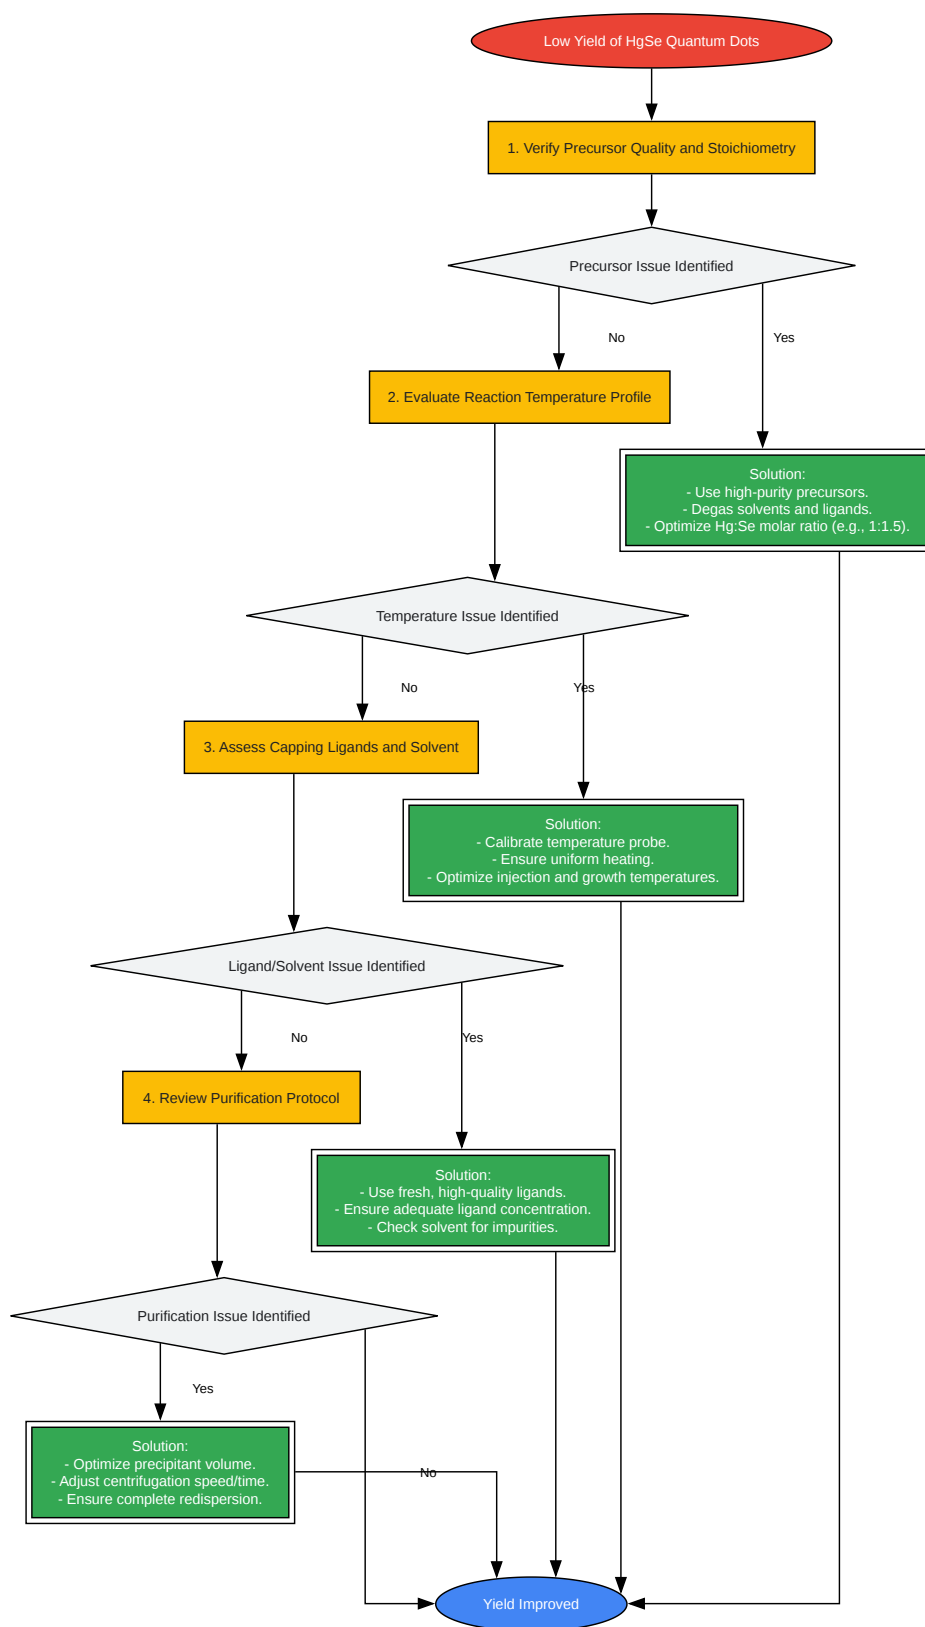 Low Yield of HgSe Quantum Dots
1. Verify Precursor Quality and Stoichiometry
Precursor Issue Identified
No
Yes
2. Evaluate Reaction Temperature Profile
Solution:
- Use high-purity precursors.
- Degas solvents and ligands.
- Optimize Hg:Se molar ratio (e.g., 1:1.5).
Temperature Issue Identified
No
Yes
3. Assess Capping Ligands and Solvent
Solution:
- Calibrate temperature probe.
- Ensure uniform heating.
- Optimize injection and growth temperatures.
Ligand/Solvent Issue Identified
No
Yes
4. Review Purification Protocol
Solution:
- Use fresh, high-quality ligands.
- Ensure adequate ligand concentration.
- Check solvent for impurities.
Purification Issue Identified
Yes
Solution:
- Optimize precipitant volume.
- Adjust centrifugation speed/time.
- Ensure complete redispersion.
No
Yield Improved